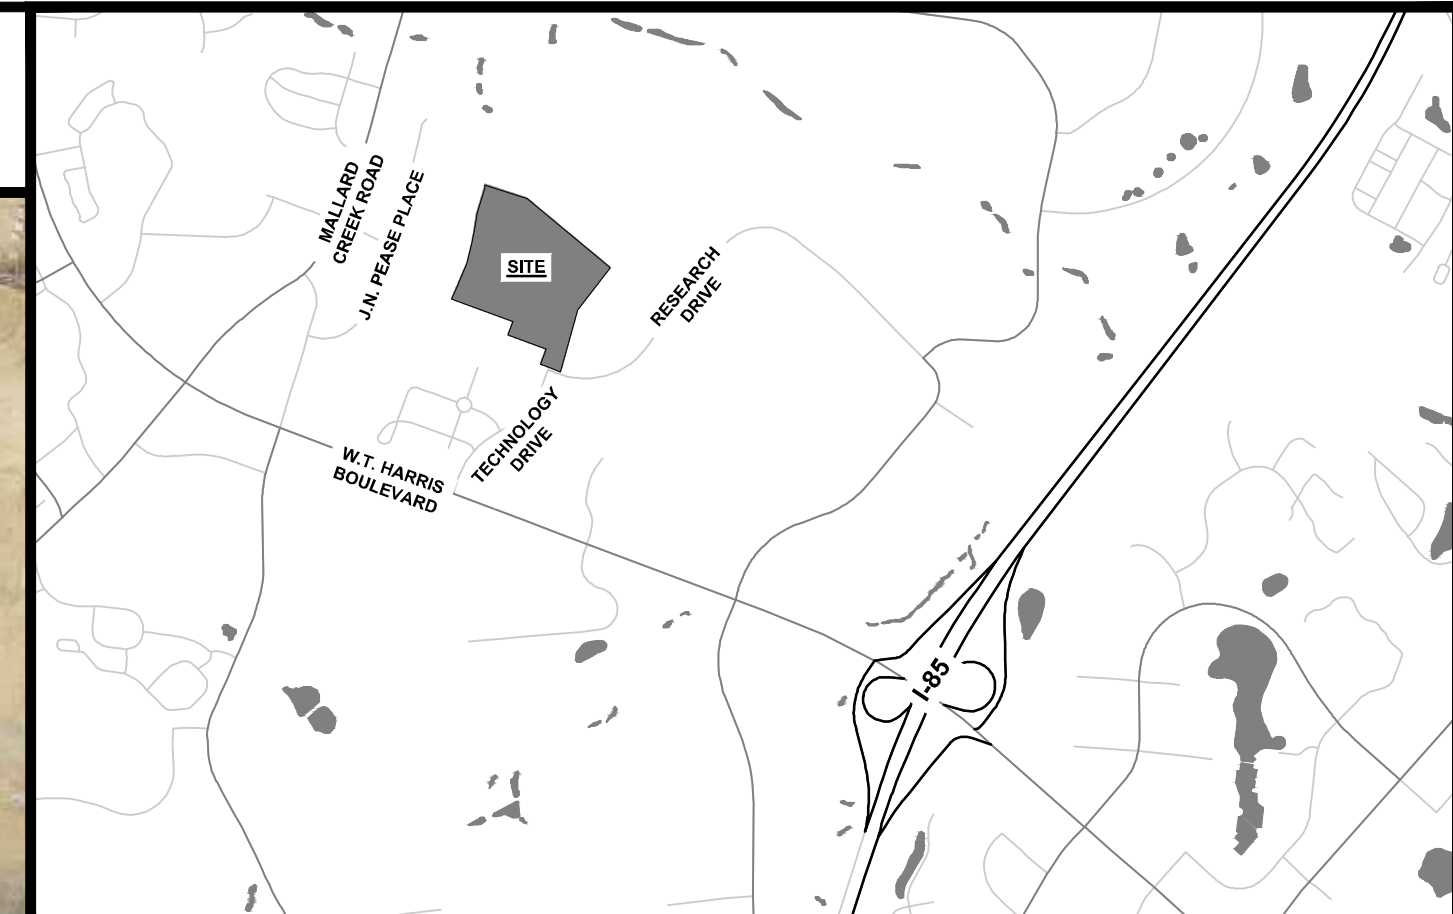 MALLARD
CREEK ROAD
J.N. PEASE PLACE
SITE
RESEARCH
DRIVE
TECHNOLOGY
DRIVE
W.T. HARRIS
BOULEVARD
I-85